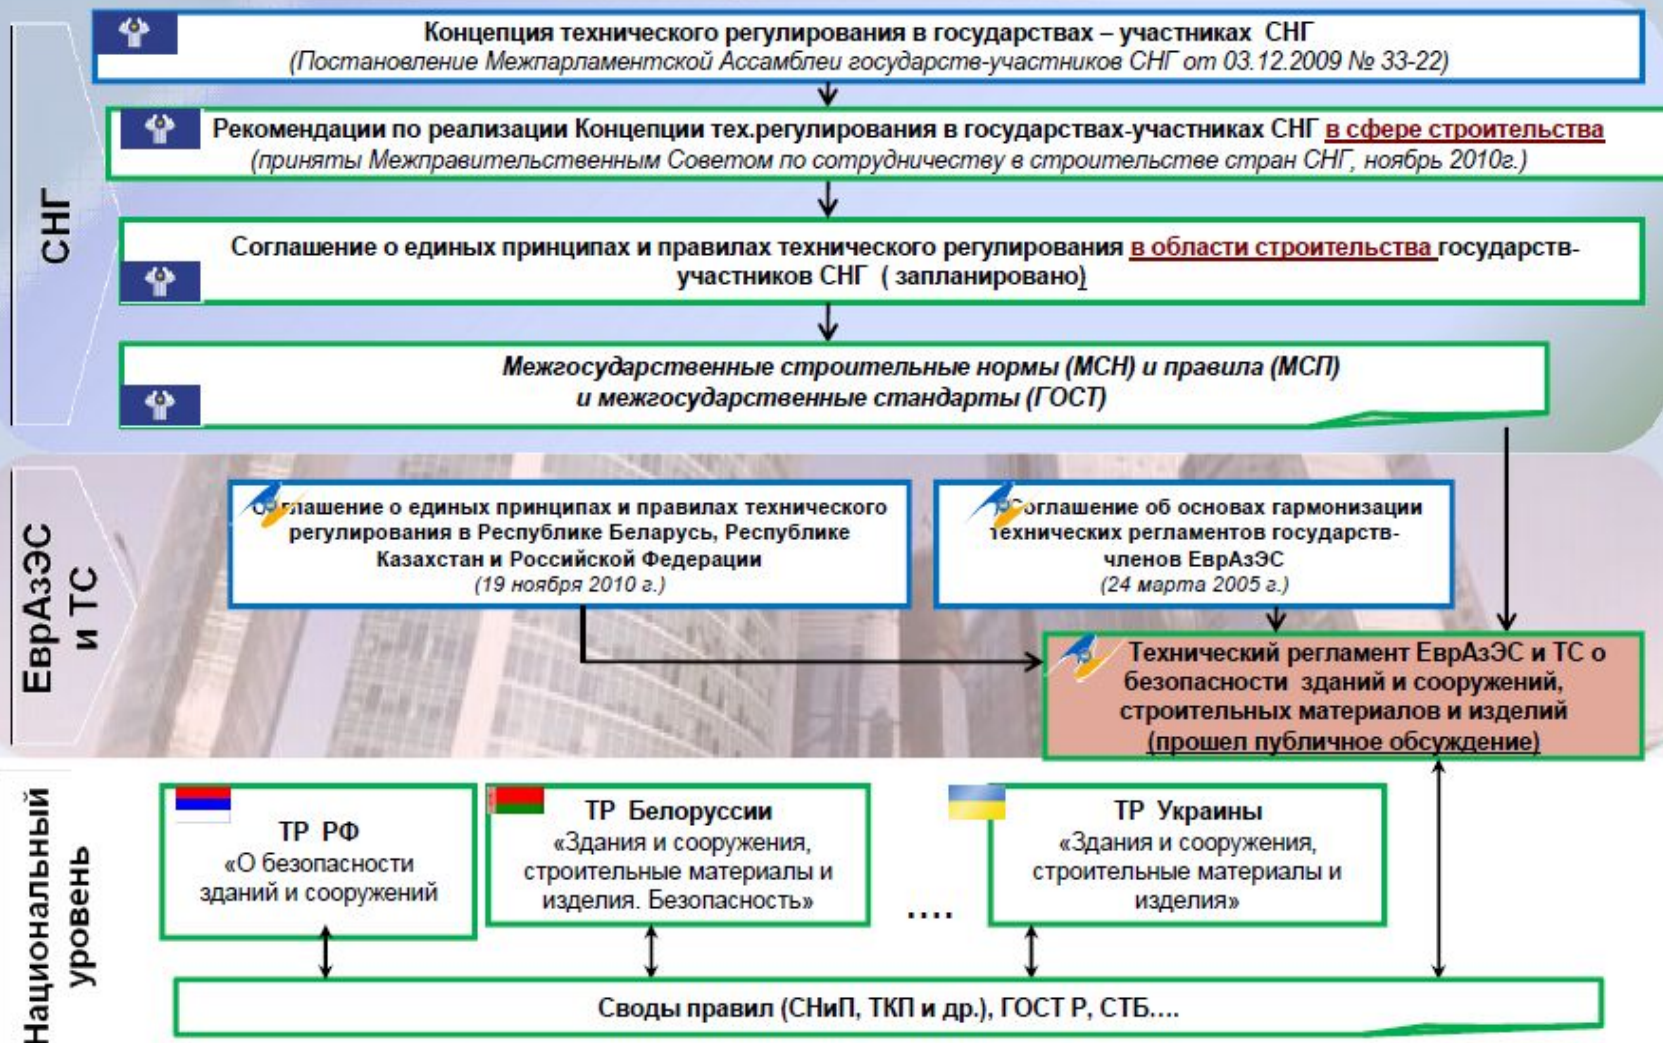 СНГ
Концепция технического регулирования в государствах – участниках СНГ
(Постановление Межпарламентской Ассамблеи государств-участников СНГ от 03.12.2009 № 33-22)
Рекомендации по реализации Концепции тех.регулирования в государствах-участниках СНГ в сфере строительства
(приняты Межправительственным Советом по сотрудничеству в строительстве стран СНГ, ноябрь 2010г.)
Соглашение о единых принципах и правилах технического регулирования в области строительства государств-
участников СНГ ( запланировано)
Межгосударственные строительные нормы (МСН) и правила (МСП)
и межгосударственные стандарты (ГОСТ)
ЕврАзЭС
и ТС
Соглашение о единых принципах и правилах технического
регулирования в Республике Беларусь, Республике
Казахстан и Российской Федерации
(19 ноября 2010 г.)
Соглашение об основах гармонизации
технических регламентов государств-
членов ЕврАзЭС
(24 марта 2005 г.)
Технический регламент ЕврАзЭС и ТС о
безопасности зданий и сооружений,
строительных материалов и изделий
(прошел публичное обсуждение)
Национальный
уровень
ТР РФ
«О безопасности
зданий и сооружений
ТР Белоруссии
«Здания и сооружения,
строительные материалы и
изделия. Безопасность»
....
ТР Украины
«Здания и сооружения,
строительные материалы и
изделия»
Своды правил (СНиП, ТКП и др.), ГОСТ Р, СТБ….